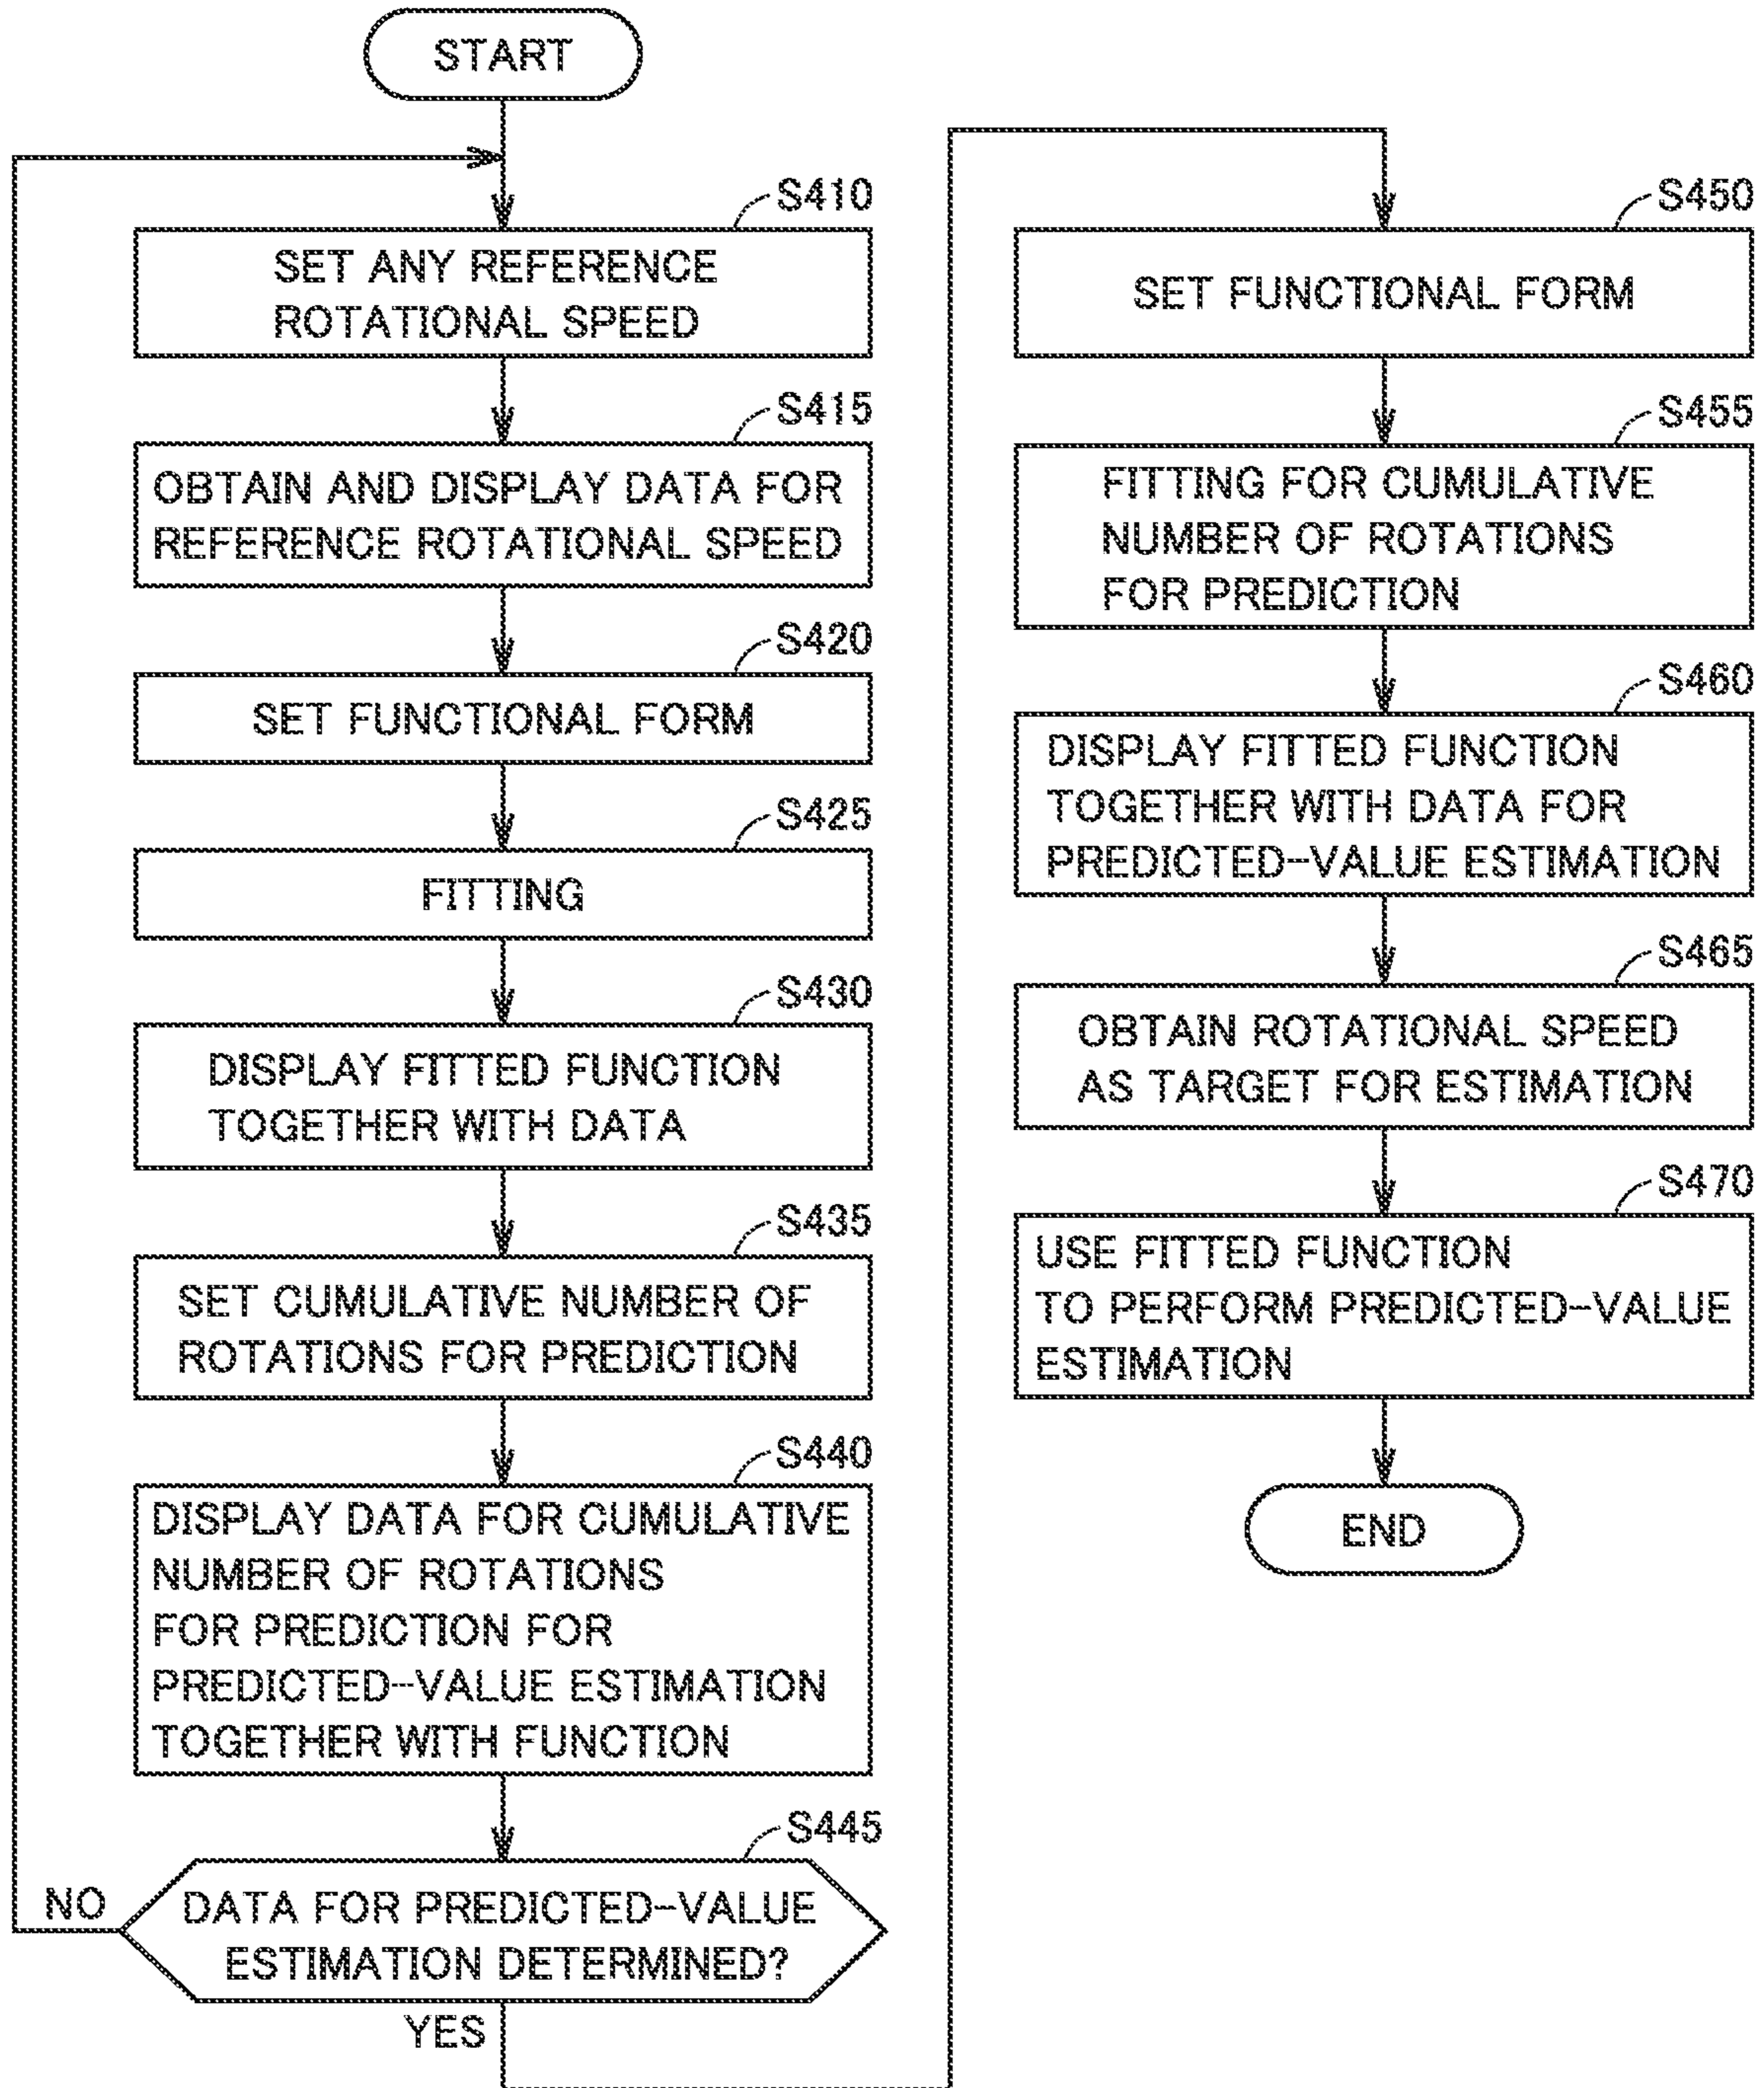 START
S410
SET ANY REFERENCE
ROTATIONAL SPEED
S415
OBTAIN AND DISPLAY DATA FOR
REFERENCE ROTATIONAL SPEED
S420
SET FUNCTIONAL FORM
S425
FITTING
S430
DISPLAY FITTED FUNCTION
TOGETHER WITH DATA
S435
SET CUMULATIVE NUMBER OF
ROTATIONS FOR PREDICTION
S440
DISPLAY DATA FOR CUMULATIVE
NUMBER OF ROTATIONS
FOR PREDICTION FOR
PREDICTED-VALUE ESTIMATION
TOGETHER WITH FUNCTION
S445
DATA FOR PREDICTED-VALUE
ESTIMATION DETERMINED?
NO
YES
S450
SET FUNCTIONAL FORM
S455
FITTING FOR CUMULATIVE
NUMBER OF ROTATIONS
FOR PREDICTION
S460
DISPLAY FITTED FUNCTION
TOGETHER WITH DATA FOR
PREDICTED-VALUE ESTIMATION
S465
OBTAIN ROTATIONAL SPEED
AS TARGET FOR ESTIMATION
S470
USE FITTED FUNCTION
TO PERFORM PREDICTED-VALUE
ESTIMATION
END